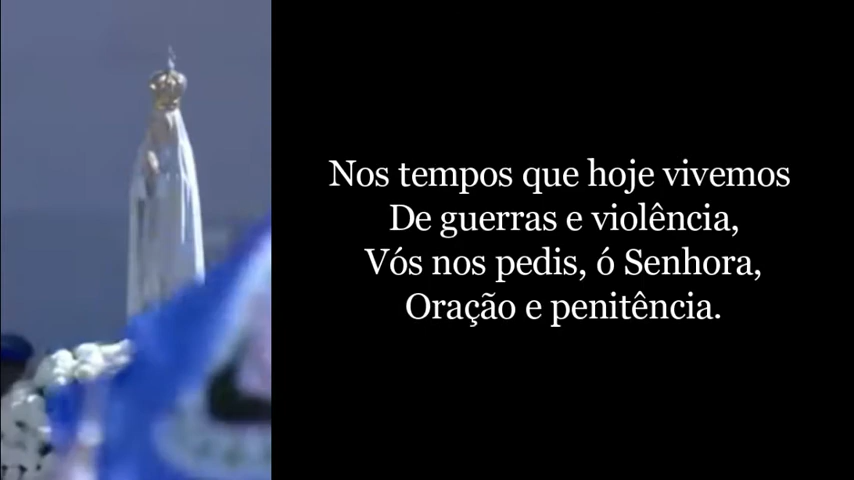 Nos tempos que hoje vivemos
De guerras e violência,
Vós nos pedis, ó Senhora,
Oração e penitência.